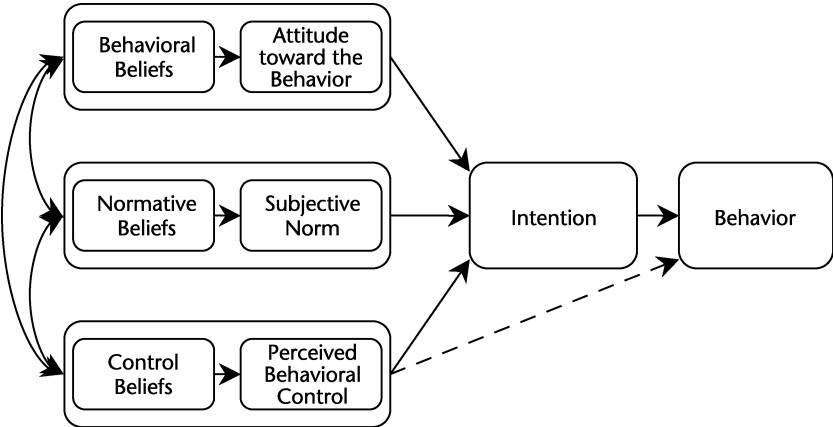 Behavioral
Beliefs
Attitude
toward the
Behavior
Normative
Beliefs
Subjective
Norm
Intention
Behavior
Control
Beliefs
Perceived
Behavioral
Control